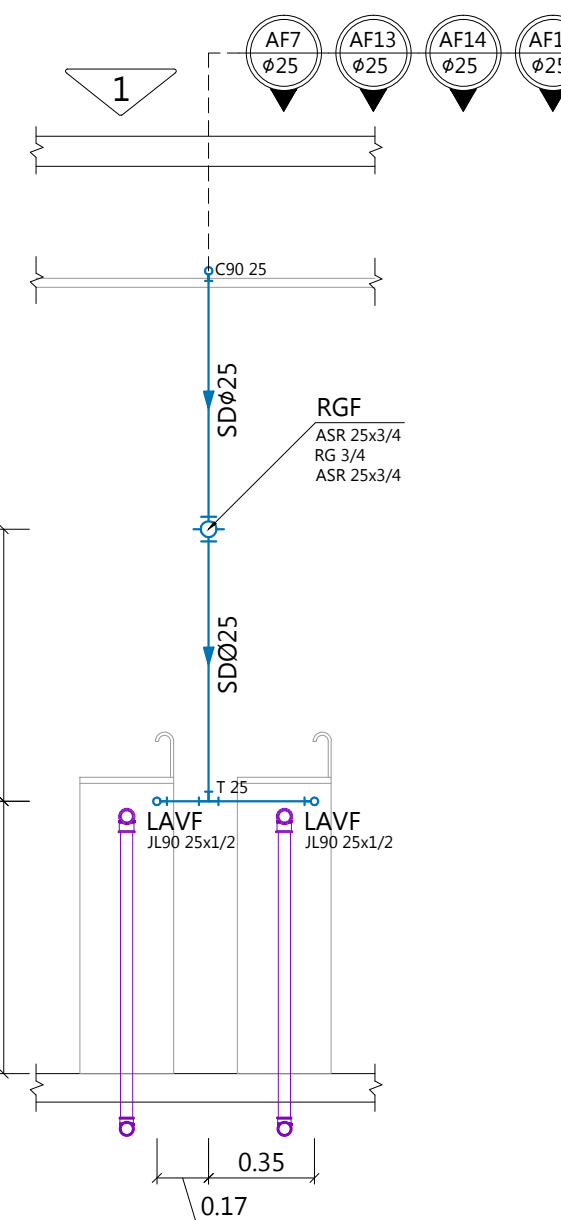 AF7
ϕ25
AF13
ϕ25
AF14
ϕ25
1
C90 25
SDϕ25
RGF
ASR 25x3/4
RG 3/4
ASR 25x3/4
SDØ25
T 25
LAVF
JL90 25x1/2
LAVF
JL90 25x1/2
0.35
0.17